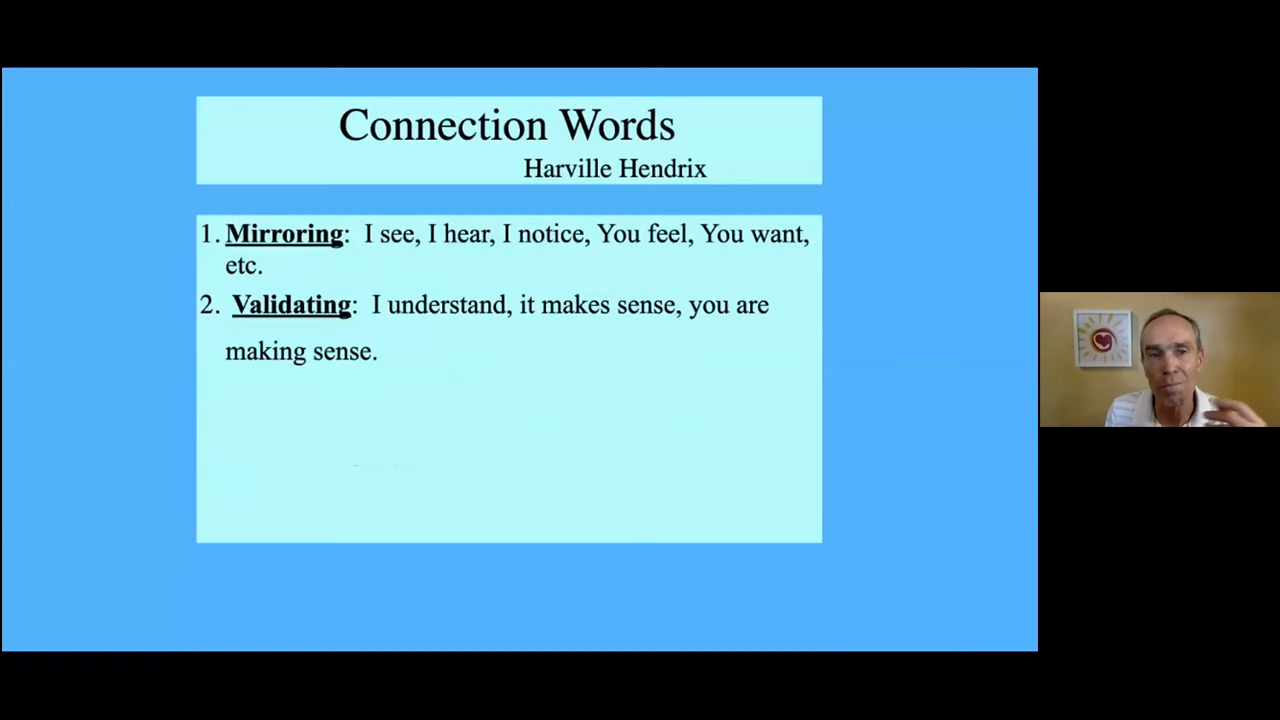 Connection Words
Harville Hendrix
1. Mirroring: I see, I hear, I notice, You feel, You want,
etc.
2. Validating: I understand, it makes sense, you are
making sense.